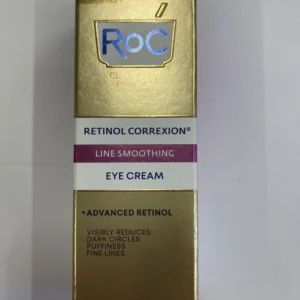 RoC
RETINOL CORREXION®
LINE SMOOTHING
EYE CREAM
• ADVANCED RETINOL
VISIBLY REDUCES:
DARK CIRCLES
PUFFINESS
FINE LINES